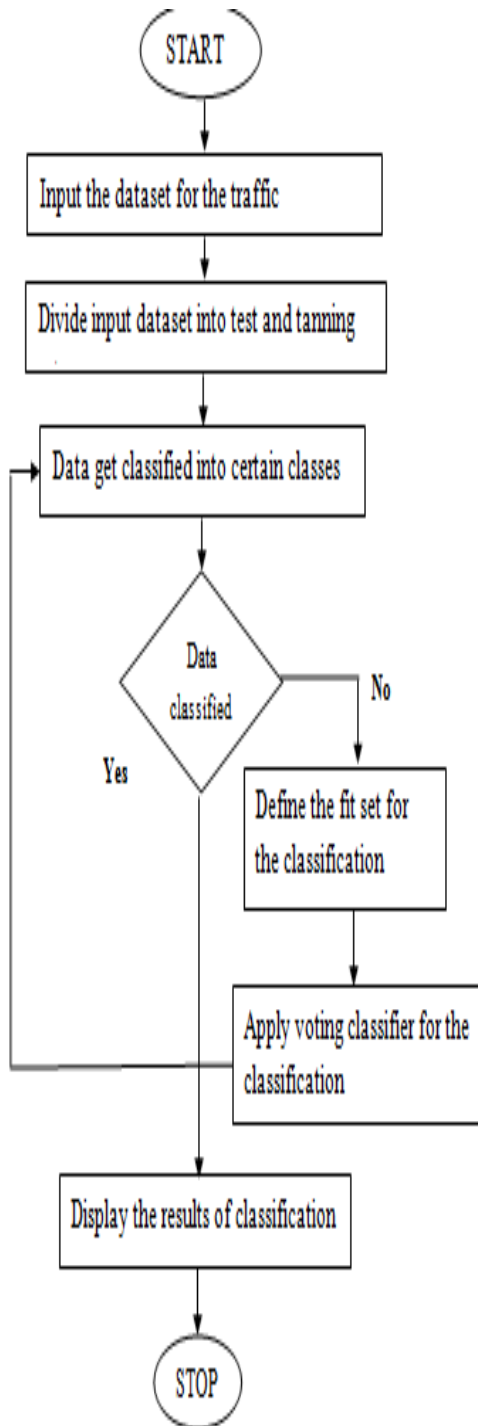 START
Input the dataset for the traffic
Divide input dataset into test and tanning
Data get classified into certain classes
Data
classified
No
Yes
Define the fit set for
the classification
Apply voting classifier for the
classification
Display the results of classification
STOP